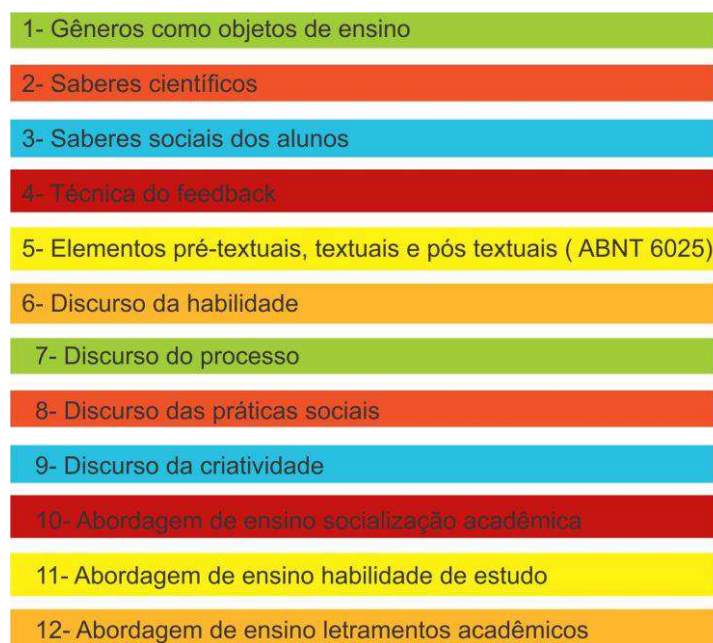 1- Gêneros como objetos de ensino
2- Saberes científicos
3- Saberes sociais dos alunos
4- Técnica do feedback
5- Elementos pré-textuais, textuais e pós textuais ( ABNT 6025)
6- Discurso da habilidade
7- Discurso do processo
8- Discurso das práticas sociais
9- Discurso da criatividade
10- Abordagem de ensino socialização acadêmica
11- Abordagem de ensino habilidade de estudo
12- Abordagem de ensino letramentos acadêmicos